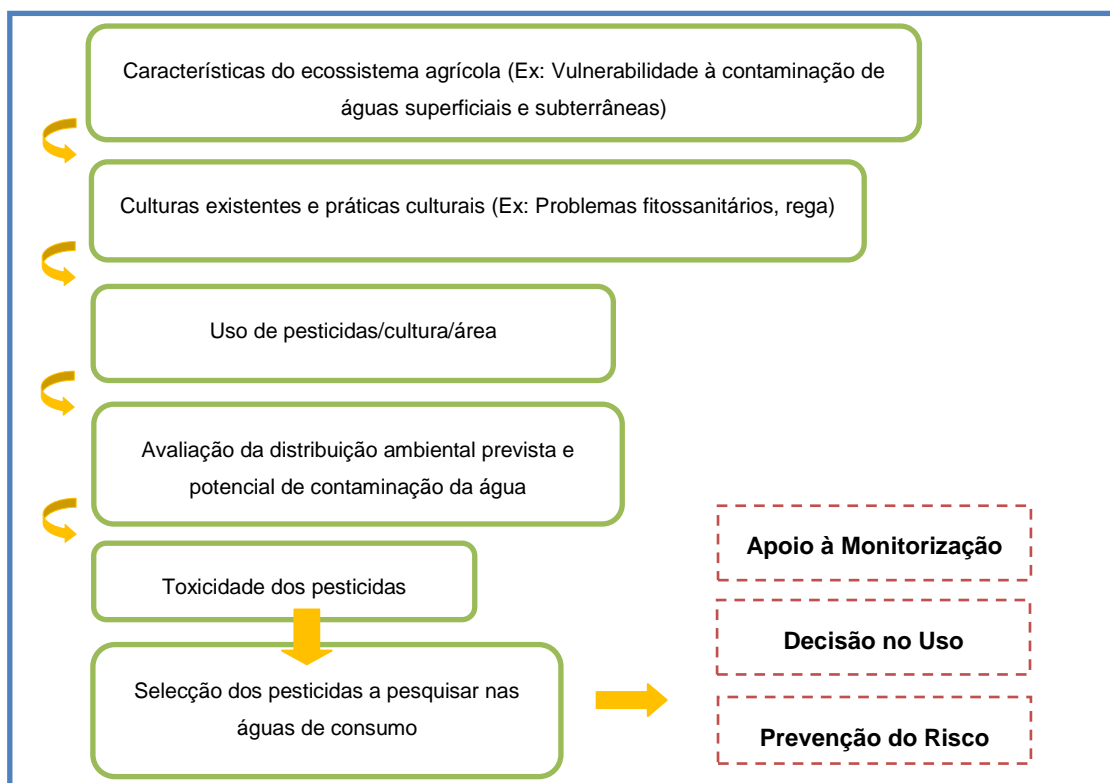 Características do ecossistema agrícola (Ex: Vulnerabilidade à contaminação de
águas superficiais e subterrâneas)
Culturas existentes e práticas culturais (Ex: Problemas fitossanitários, rega)
Uso de pesticidas/cultura/área
Avaliação da distribuição ambiental prevista e
potencial de contaminação da água
Toxicidade dos pesticidas
Selecção dos pesticidas a pesquisar nas
águas de consumo
Apoio à Monitorização
Decisão no Uso
Prevenção do Risco